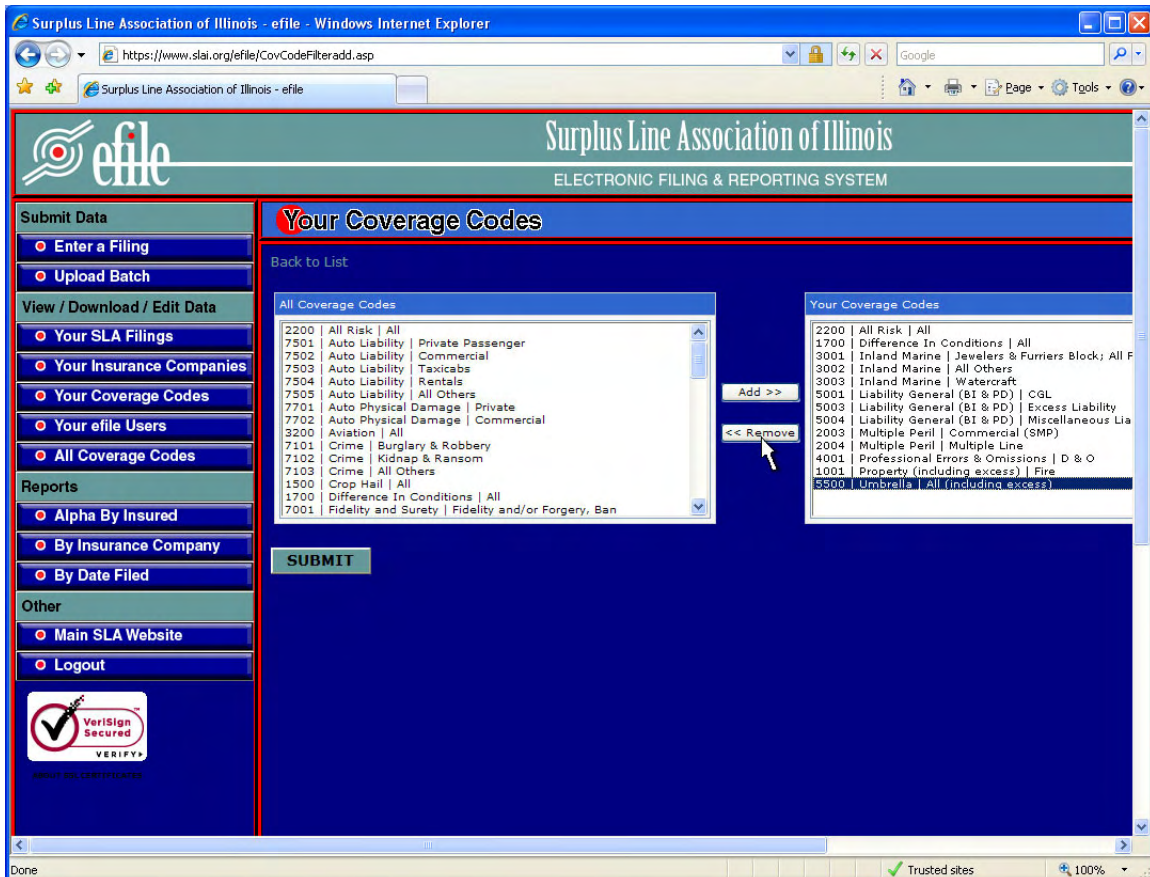 Surplus Line Association of Illinois - efile - Windows Internet Explorer
https://www.slai.org/efile/CovCodeFilteradd.asp
Google
Surplus Line Association of Illinois - efile
Page
Tools
efile
Surplus Line Association of Illinois
ELECTRONIC FILING & REPORTING SYSTEM
Submit Data
Enter a Filing
Upload Batch
View / Download / Edit Data
Your SLA Filings
Your Insurance Companies
Your Coverage Codes
Your efile Users
All Coverage Codes
Reports
Alpha By Insured
By Insurance Company
By Date Filed
Other
Main SLA Website
Logout
VeriSign
Secured
VERIFY
Your Coverage Codes
Back to List
All Coverage Codes
2200 | All Risk | All
7501 | Auto Liability | Private Passenger
7502 | Auto Liability | Commercial
7503 | Auto Liability | Taxicabs
7504 | Auto Liability | Rentals
7505 | Auto Liability | All Others
7701 | Auto Physical Damage | Private
7702 | Auto Physical Damage | Commercial
3200 | Aviation | All
7101 | Crime | Burglary & Robbery
7102 | Crime | Kidnap & Ransom
7103 | Crime | All Others
1500 | Crop Hail | All
1700 | Difference In Conditions | All
7001 | Fidelity and Surety | Fidelity and/or Forgery, Ban
Add >>
<< Remove
Your Coverage Codes
2200 | All Risk | All
1700 | Difference In Conditions | All
3001 | Inland Marine | Jewelers & Furriers Block; All F
3002 | Inland Marine | All Others
3003 | Inland Marine | Watercraft
5001 | Liability General (BI & PD) | CGL
5003 | Liability General (BI & PD) | Excess Liability
5004 | Liability General (BI & PD) | Miscellaneous Lia
2003 | Multiple Peril | Commercial (SMP)
2004 | Multiple Peril | Multiple Line
4001 | Professional Errors & Omissions | D & O
1001 | Property (including excess) | Fire
5500 | Umbrella | All (including excess)
SUBMIT
Done
Trusted sites
100%